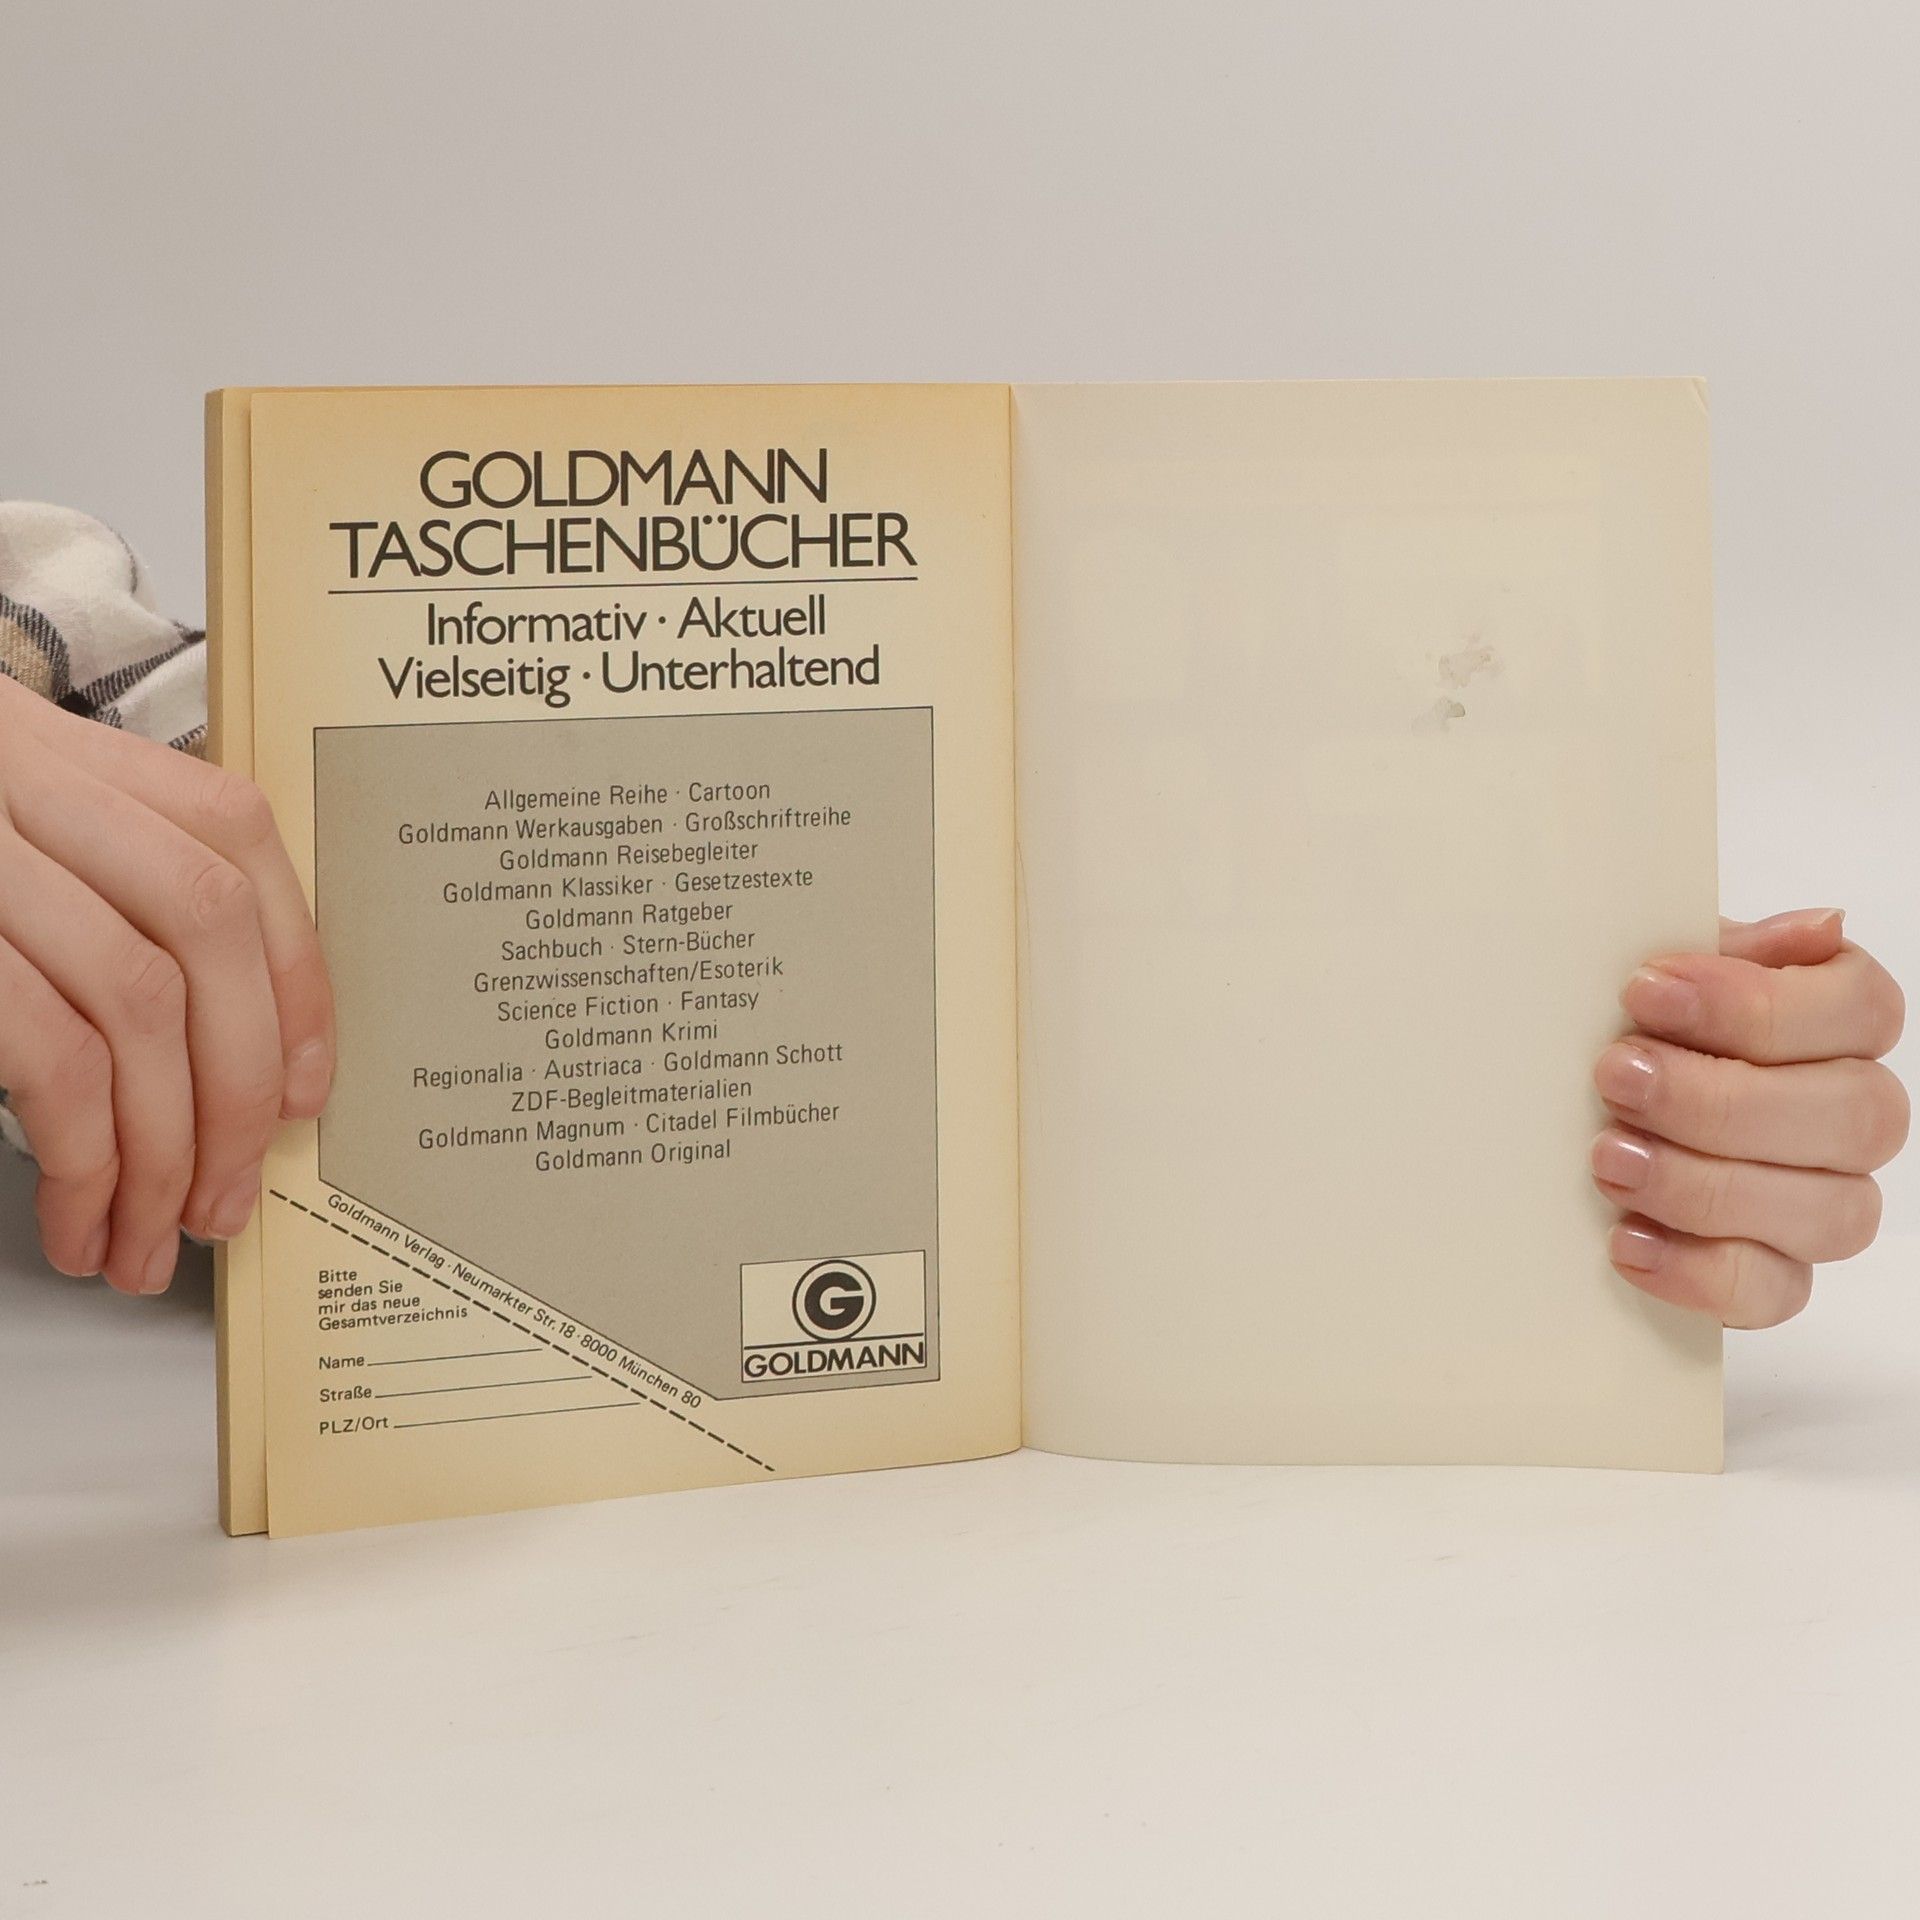 GOLDMANN
TASCHENBÜCHER
Informativ · Aktuell
Vielseitig · Unterhaltend
Allgemeine Reihe · Cartoon
Goldmann Werkausgaben · Großschriftreihe
Goldmann Reisebegleiter
Goldmann Klassiker · Gesetzestexte
Goldmann Ratgeber
Sachbuch · Stern-Bücher
Grenzwissenschaften/Esoterik
Science Fiction · Fantasy
Goldmann Krimi
Regionalia · Austriaca · Goldmann Schott
ZDF-Begleitmaterialien
Goldmann Magnum · Citadel Filmbücher
Goldmann Original
Goldmann Verlag · Neumarkter Str. 18 · 8000 München 80
Bitte
senden Sie
mir das neue
Gesamtverzeichnis
Name
Straße
PLZ/Ort
G
GOLDMANN